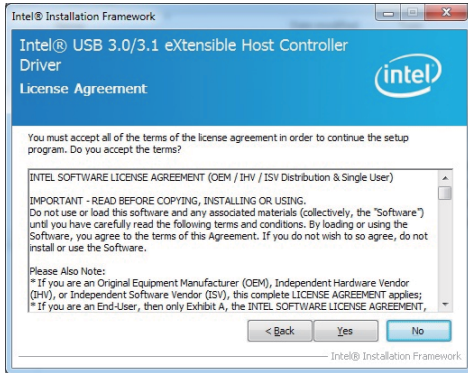 Intel® Installation Framework
Intel® USB 3.0/3.1 eXtensible Host Controller
Driver
License Agreement
intel
You must accept all of the terms of the license agreement in order to continue the setup
program. Do you accept the terms?
INTEL SOFTWARE LICENSE AGREEMENT (OEM / IHV / ISV Distribution & Single User)
IMPORTANT - READ BEFORE COPYING, INSTALLING OR USING.
Do not use or load this software and any associated materials (collectively, the "Software")
until you have carefully read the following terms and conditions. By loading or using the
Software, you agree to the terms of this Agreement. If you do not wish to so agree, do not
install or use the Software.
Please Also Note:
* If you are an Original Equipment Manufacturer (OEM), Independent Hardware Vendor
(IHV), or Independent Software Vendor (ISV), this complete LICENSE AGREEMENT applies;
* If you are an End-User, then only Exhibit A, the INTEL SOFTWARE LICENSE AGREEMENT,
< Back Yes No
Intel® Installation Framework